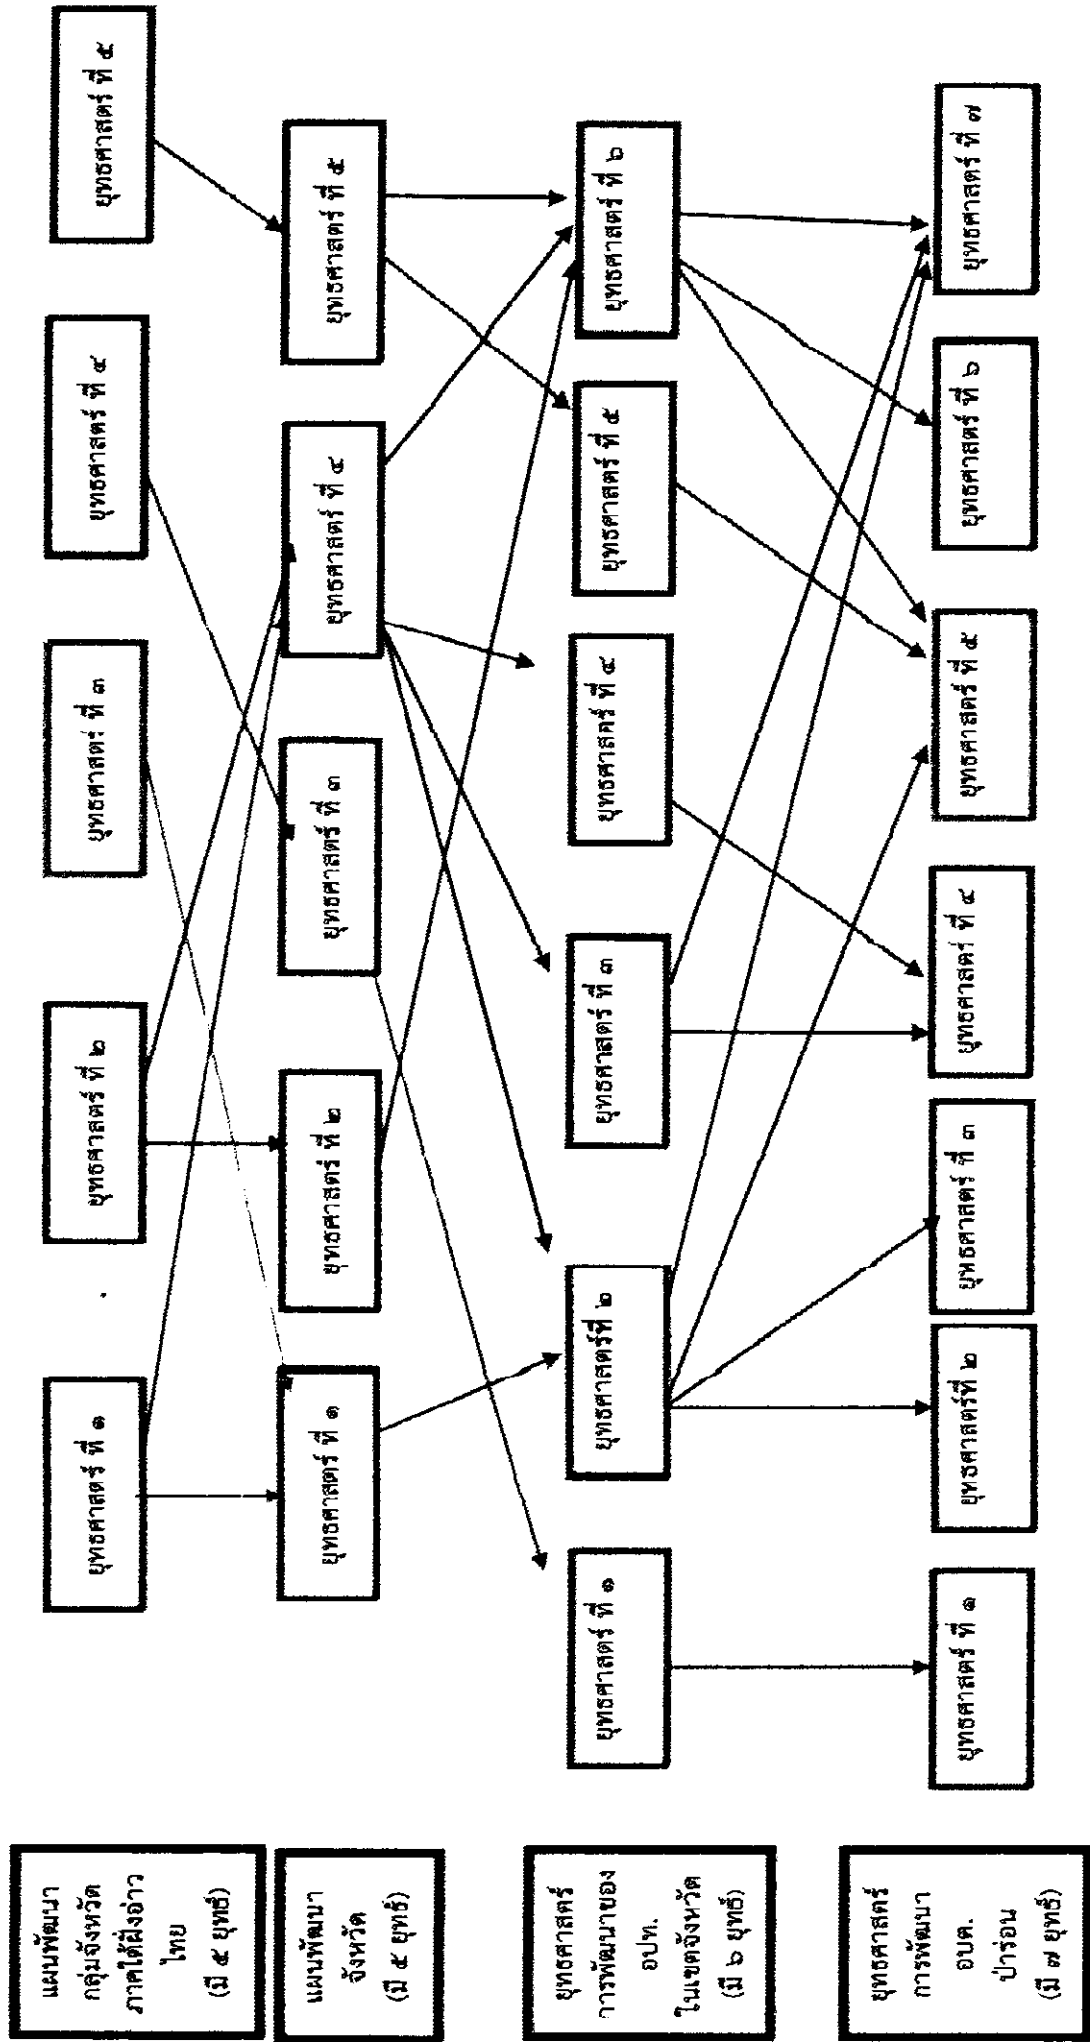 แผนพัฒนา
กลุ่มจังหวัด
ภาคใต้ฝั่งอ่าว
ไทย
(มี ๕ ยุทธ์)
ยุทธศาสตร์ ที่ ๑
ยุทธศาสตร์ ที่ ๒
ยุทธศาสตร์ ที่ ๓
ยุทธศาสตร์ ที่ ๔
ยุทธศาสตร์ ที่ ๕
แผนพัฒนา
จังหวัด
(มี ๕ ยุทธ์)
ยุทธศาสตร์ ที่ ๑
ยุทธศาสตร์ ที่ ๒
ยุทธศาสตร์ ที่ ๓
ยุทธศาสตร์ ที่ ๔
ยุทธศาสตร์ ที่ ๕
ยุทธศาสตร์
การพัฒนาของ
อปท.
ในเขตจังหวัด
(มี ๖ ยุทธ์)
ยุทธศาสตร์ ที่ ๑
ยุทธศาสตร์ที่ ๒
ยุทธศาสตร์ ที่ ๓
ยุทธศาสตร์ ที่ ๔
ยุทธศาสตร์ ที่ ๕
ยุทธศาสตร์ ที่ ๖
ยุทธศาสตร์
การพัฒนา
อบต.
ป่าร่อน
(มี ๗ ยุทธ์)
ยุทธศาสตร์ ที่ ๑
ยุทธศาสตร์ที่ ๒
ยุทธศาสตร์ ที่ ๓
ยุทธศาสตร์ ที่ ๔
ยุทธศาสตร์ ที่ ๕
ยุทธศาสตร์ ที่ ๖
ยุทธศาสตร์ ที่ ๗